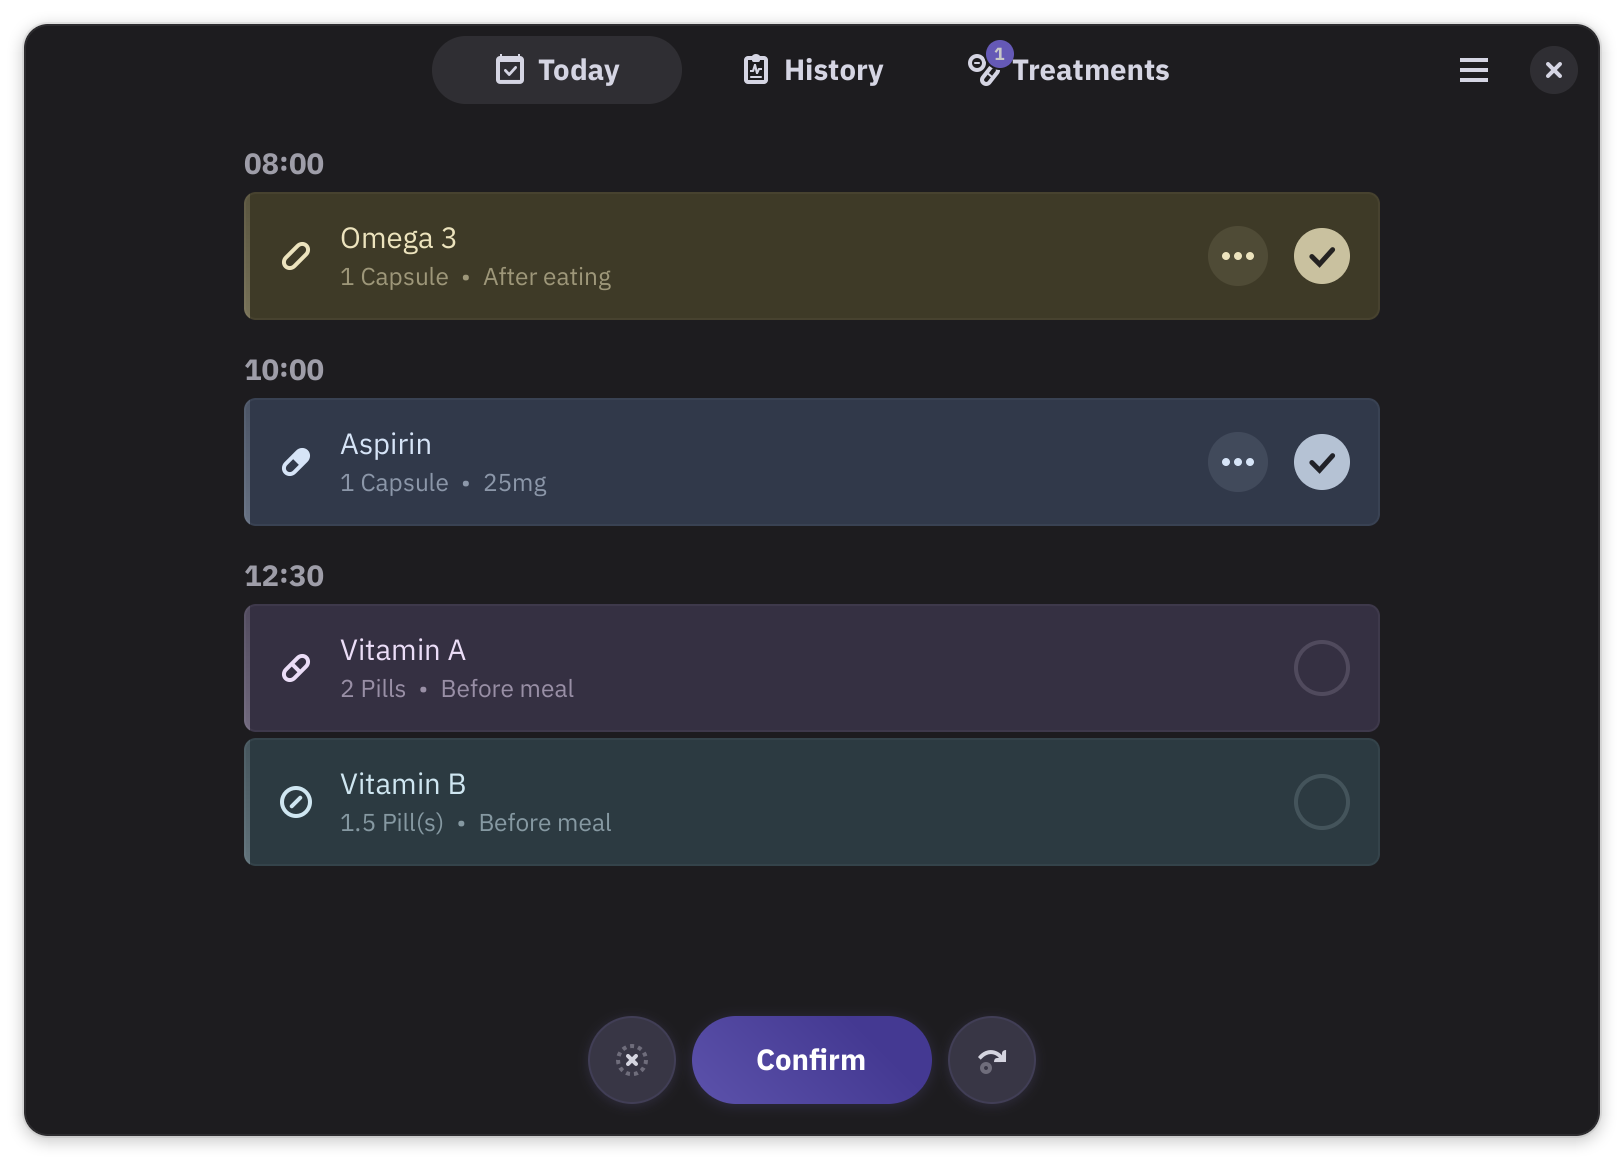 Today
History
1
Treatments
08:00
Omega 3
1 Capsule • After eating
10:00
Aspirin
1 Capsule • 25mg
12:30
Vitamin A
2 Pills • Before meal
Vitamin B
1.5 Pill(s) • Before meal
Confirm